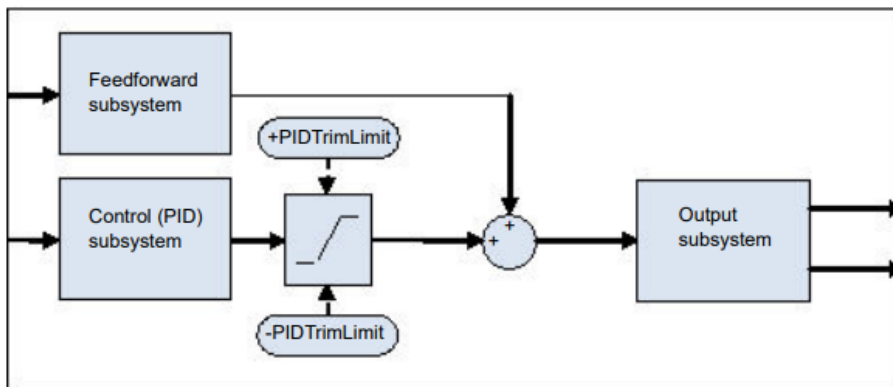 Feedforward
subsystem
+PIDTrimLimit
Control (PID)
subsystem
+
+
Output
subsystem
-PIDTrimLimit